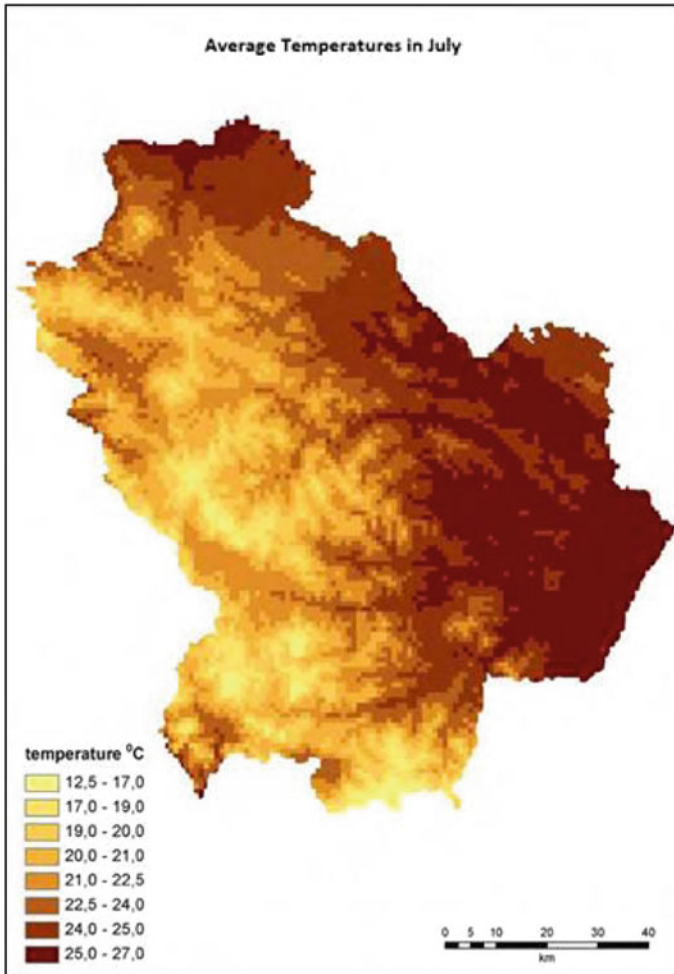 Average Temperatures in July
temperature ⁰C
12,5 - 17,0
17,0 - 19,0
19,0 - 20,0
20,0 - 21,0
21,0 - 22,5
22,5 - 24,0
24,0 - 25,0
25,0 - 27,0
0 5 10 20 30 40
km